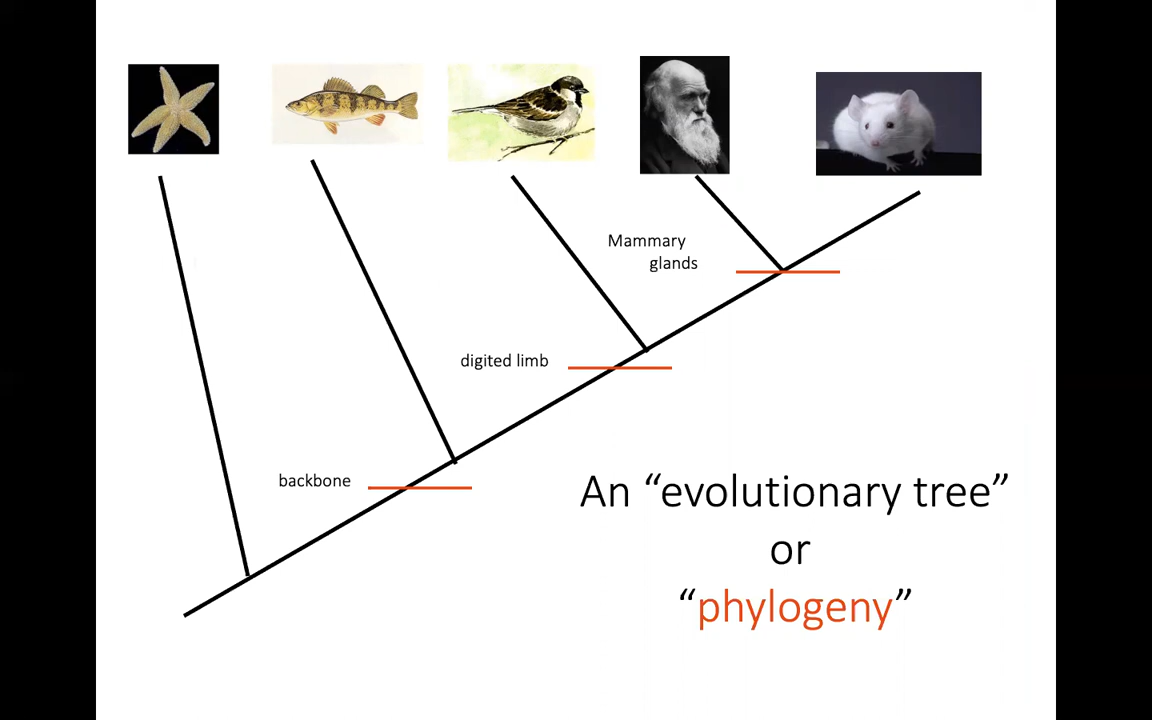 Mammary
glands
digited limb
backbone
An “evolutionary tree”
or
“phylogeny”